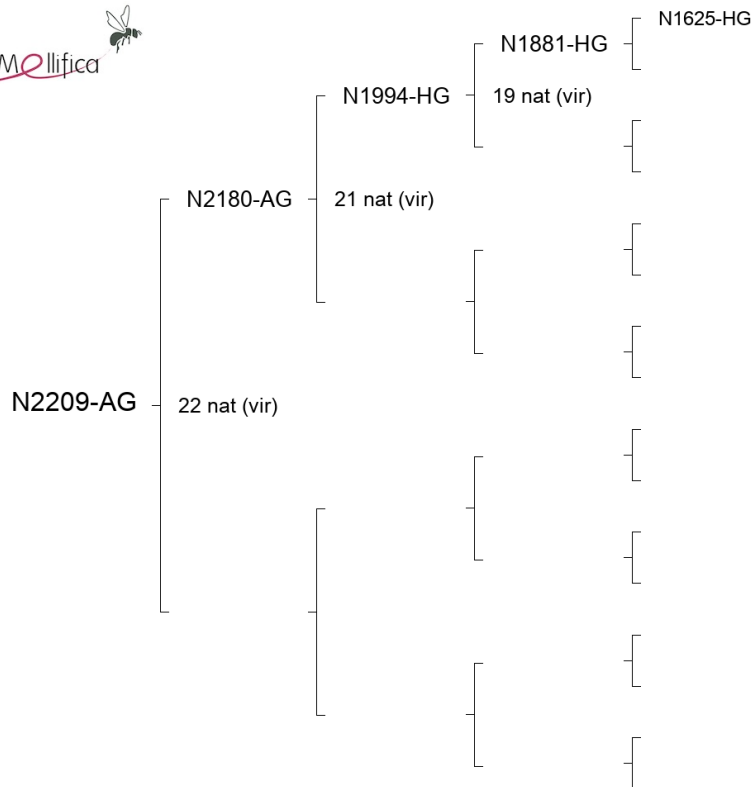 Mellifica
N1625-HG
N1881-HG
N1994-HG
19 nat (vir)
N2180-AG
21 nat (vir)
N2209-AG
22 nat (vir)